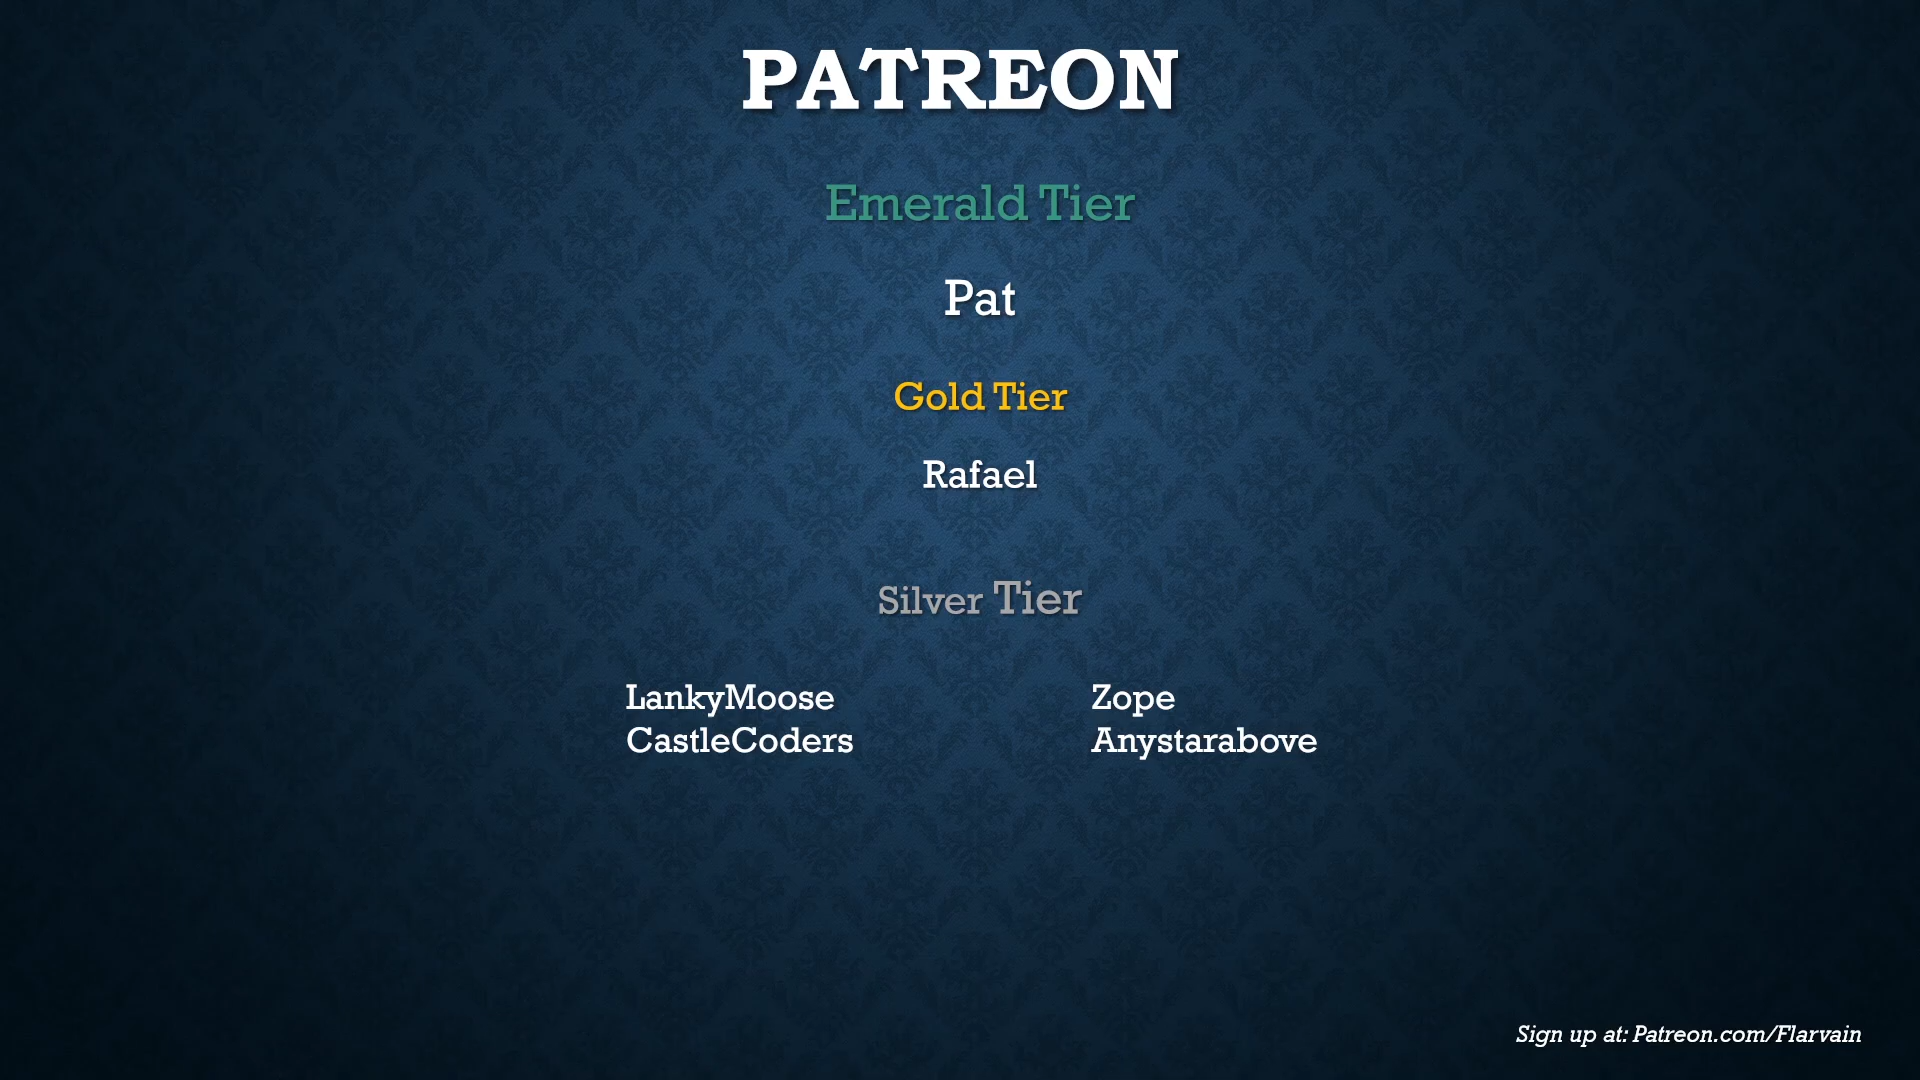 PATREON
Emerald Tier
Pat
Gold Tier
Rafael
Silver Tier
LankyMoose
CastleCoders
Zope
Anystarabove
Sign up at: Patreon.com/Flarvain